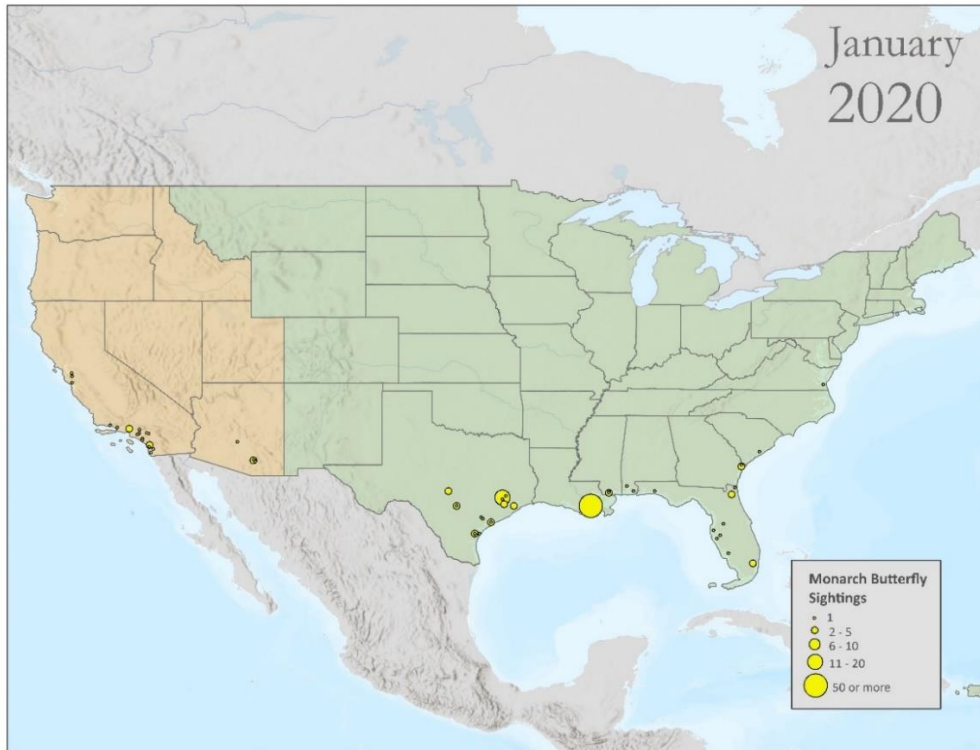 January
2020
Monarch Butterfly
Sightings
1
2 - 5
6 - 10
11 - 20
50 or more